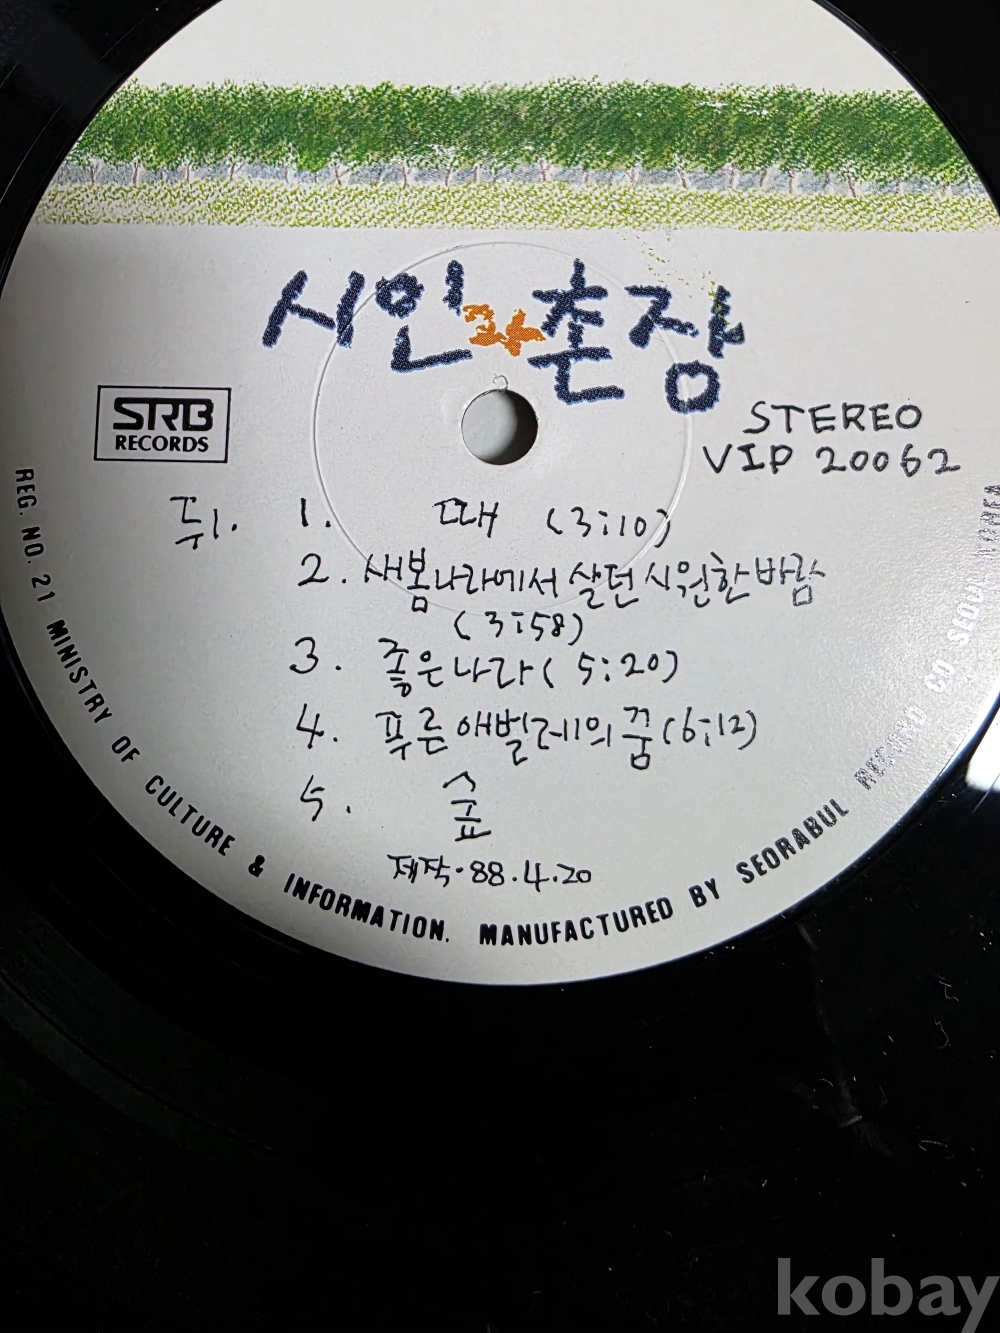 시인과 촌장
STRB
RECORDS
STEREO
VIP 20062
뒤. 1. 때 (3:10)
2. 새봄나라에서 살던 시원한 바람
(3:58)
3. 좋은나라 (5:20)
4. 푸른 애벌레의 꿈 (6:12)
5. 숲
제작·88.4.20
REG. NO. 21 MINISTRY OF CULTURE & INFORMATION. MANUFACTURED BY SEORABUL RECORD CO SEOUL KOREA
kobay